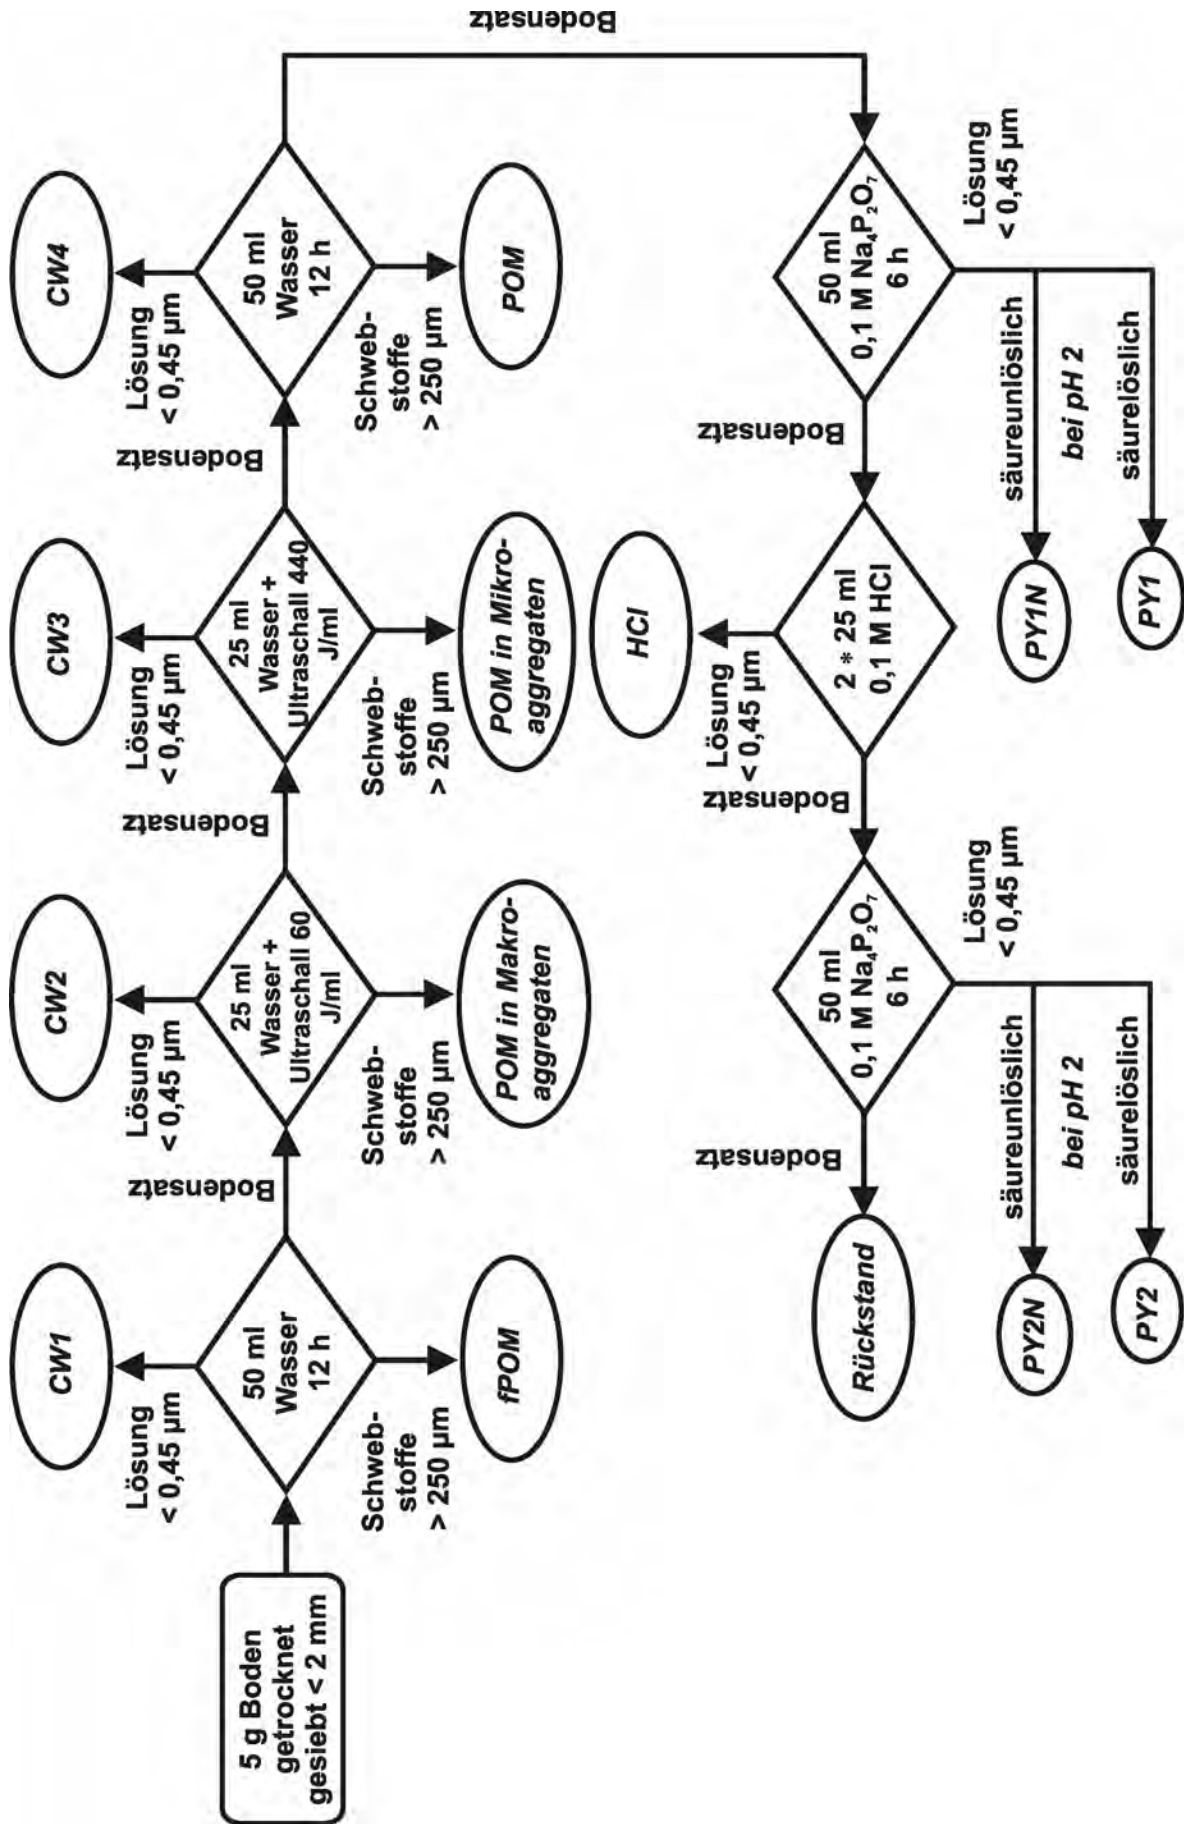 5 g Boden
getrocknet
gesiebt < 2 mm
50 ml
Wasser
12 h
Lösung
< 0,45 µm
CW1
Schweb-
stoffe
> 250 µm
fPOM
Bodensatz
25 ml
Wasser +
Ultraschall 60
J/ml
Lösung
< 0,45 µm
CW2
Schweb-
stoffe
> 250 µm
POM in Makro-
aggregaten
Bodensatz
25 ml
Wasser +
Ultraschall 440
J/ml
Lösung
< 0,45 µm
CW3
Schweb-
stoffe
> 250 µm
POM in Mikro-
aggregaten
Bodensatz
50 ml
Wasser
12 h
Lösung
< 0,45 µm
CW4
Schweb-
stoffe
> 250 µm
POM
Bodensatz
50 ml
0,1 M Na₄P₂O₇
6 h
Lösung
< 0,45 µm
säureunlöslich
bei pH 2
säurelöslich
PY1N
PY1
Bodensatz
2 * 25 ml
0,1 M HCl
Lösung
< 0,45 µm
HCl
Bodensatz
50 ml
0,1 M Na₄P₂O₇
6 h
Lösung
< 0,45 µm
säureunlöslich
bei pH 2
säurelöslich
PY2N
PY2
Bodensatz
Rückstand